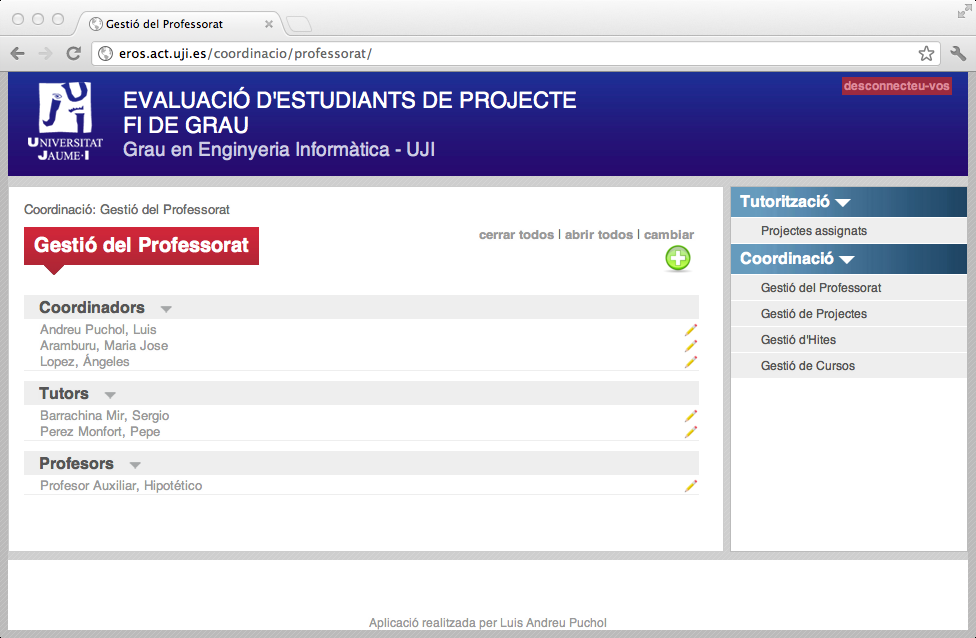 Gestió del Professorat
eros.act.uji.es/coordinacio/professorat/
desconnecteu-vos
UNIVERSITAT
JAUME·I
EVALUACIÓ D'ESTUDIANTS DE PROJECTE
FI DE GRAU
Grau en Enginyeria Informàtica - UJI
Coordinació: Gestió del Professorat
Gestió del Professorat
cerrar todos | abrir todos | cambiar
Coordinadors
Andreu Puchol, Luis
Aramburu, Maria Jose
Lopez, Ángeles
Tutors
Barrachina Mir, Sergio
Perez Monfort, Pepe
Profesors
Profesor Auxiliar, Hipotético
Tutorització
Projectes assignats
Coordinació
Gestió del Professorat
Gestió de Projectes
Gestió d'Hites
Gestió de Cursos
Aplicació realitzada per Luis Andreu Puchol